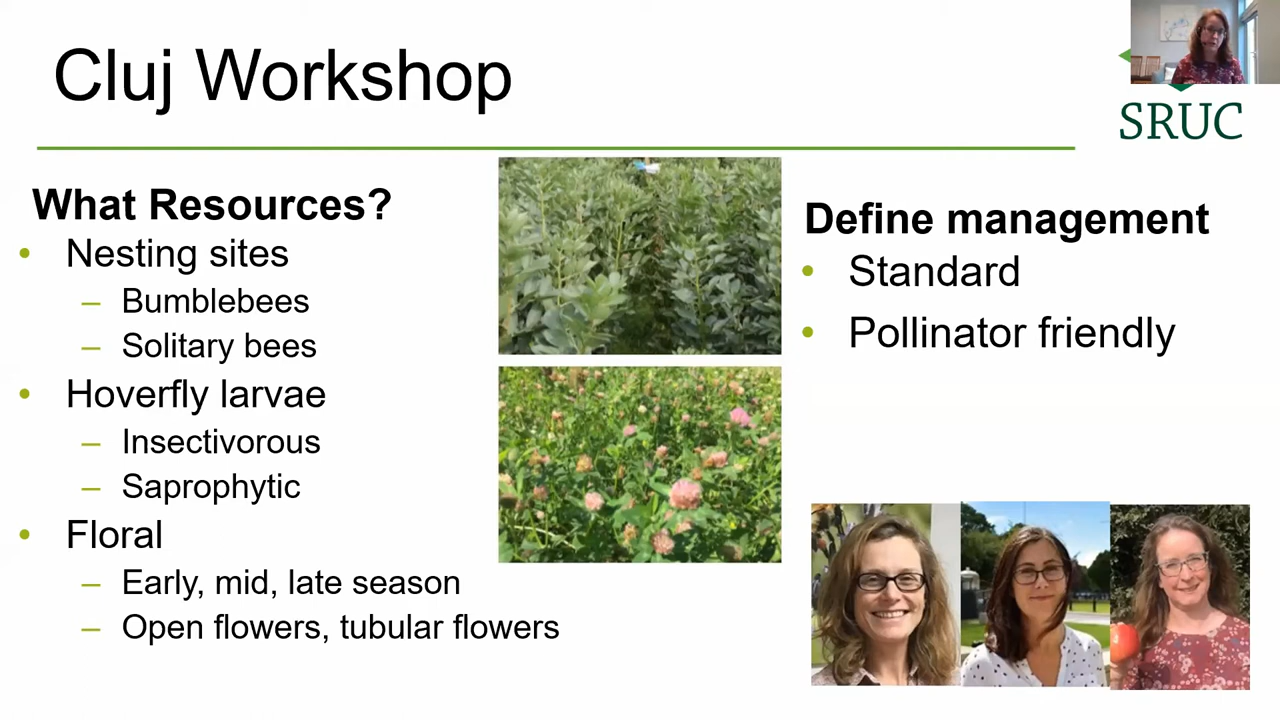 Cluj Workshop
SRUC
What Resources?
• Nesting sites
– Bumblebees
– Solitary bees
• Hoverfly larvae
– Insectivorous
– Saprophytic
• Floral
– Early, mid, late season
– Open flowers, tubular flowers
Define management
• Standard
• Pollinator friendly